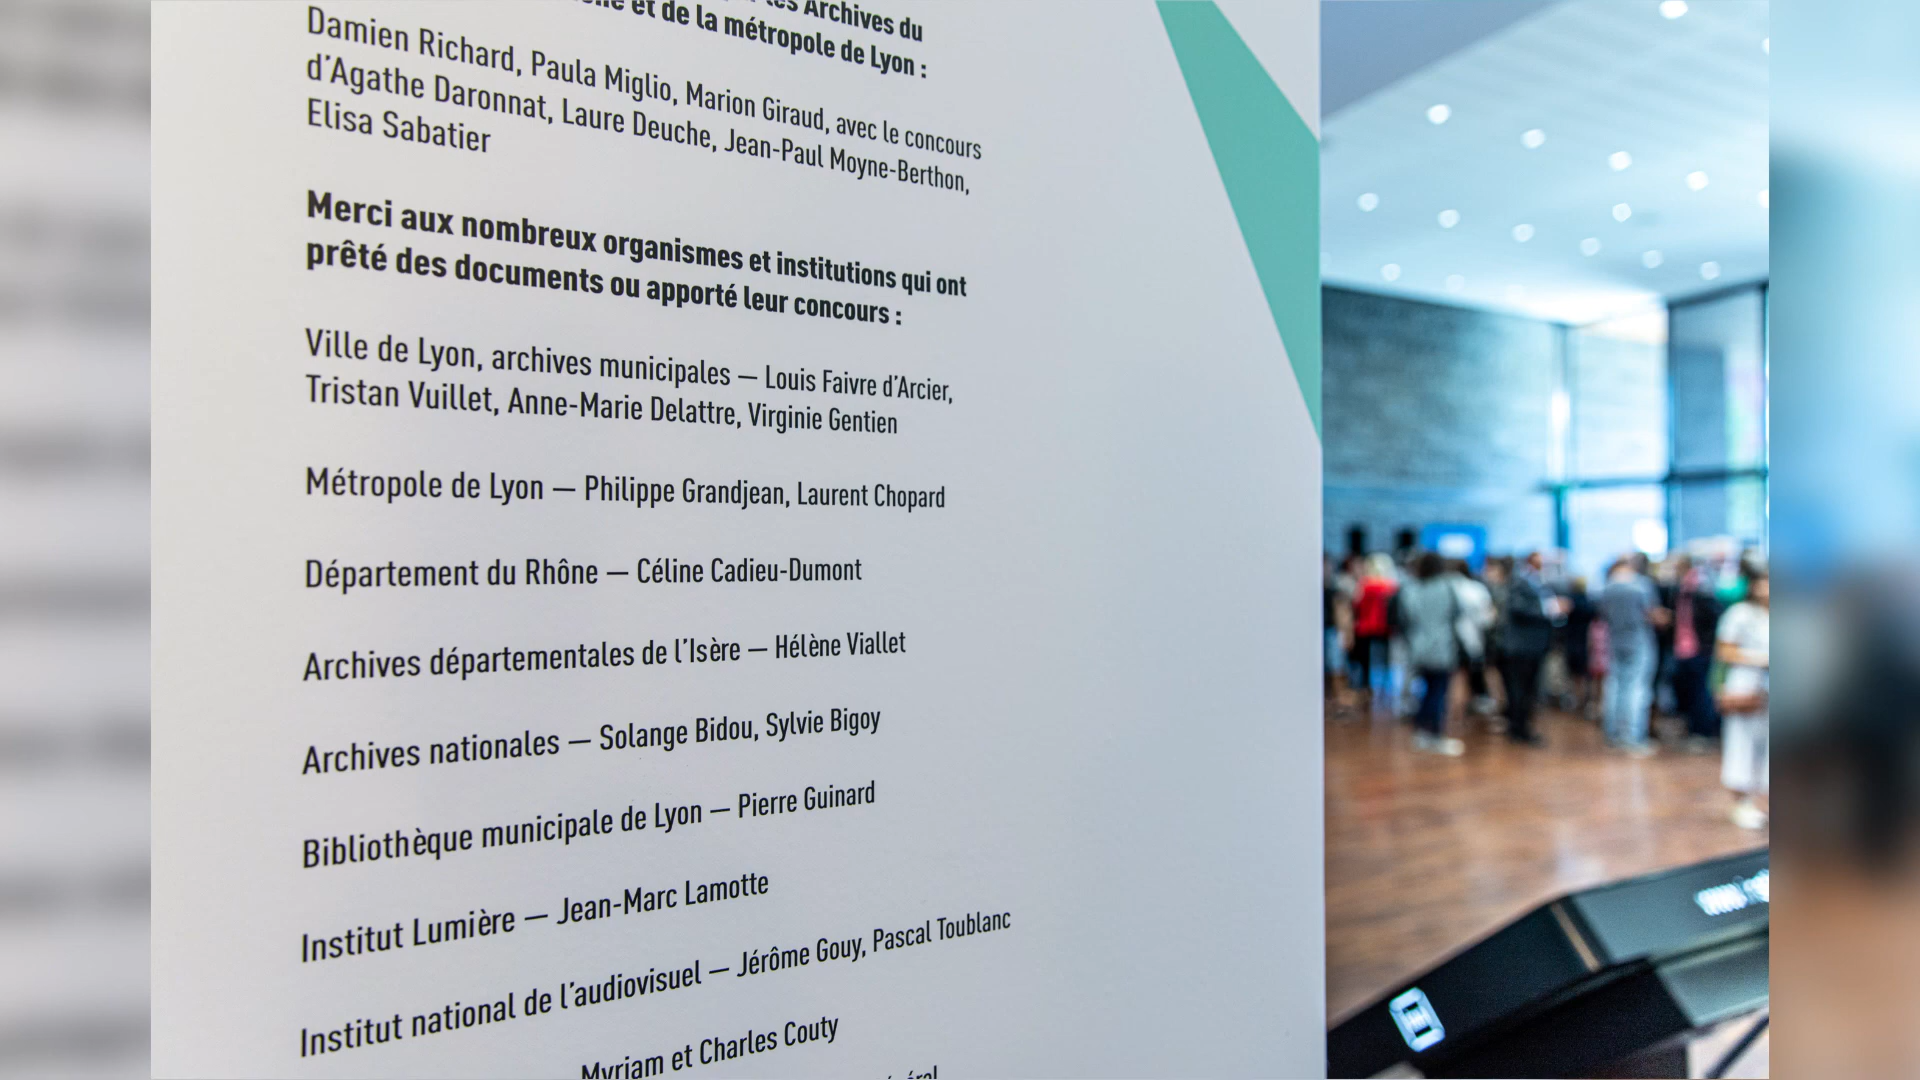 Archives du
et de la métropole de Lyon :
Damien Richard, Paula Miglio, Marion Giraud, avec le concours
d'Agathe Daronnat, Laure Deuche, Jean-Paul Moyne-Berthon,
Elisa Sabatier
Merci aux nombreux organismes et institutions qui ont
prêté des documents ou apporté leur concours :
Ville de Lyon, archives municipales — Louis Faivre d'Arcier,
Tristan Vuillet, Anne-Marie Delattre, Virginie Gentien
Métropole de Lyon — Philippe Grandjean, Laurent Chopard
Département du Rhône — Céline Cadieu-Dumont
Archives départementales de l'Isère — Hélène Viallet
Archives nationales — Solange Bidou, Sylvie Bigoy
Bibliothèque municipale de Lyon — Pierre Guinard
Institut Lumière — Jean-Marc Lamotte
Institut national de l'audiovisuel — Jérôme Gouy, Pascal Toublanc
Myriam et Charles Couty